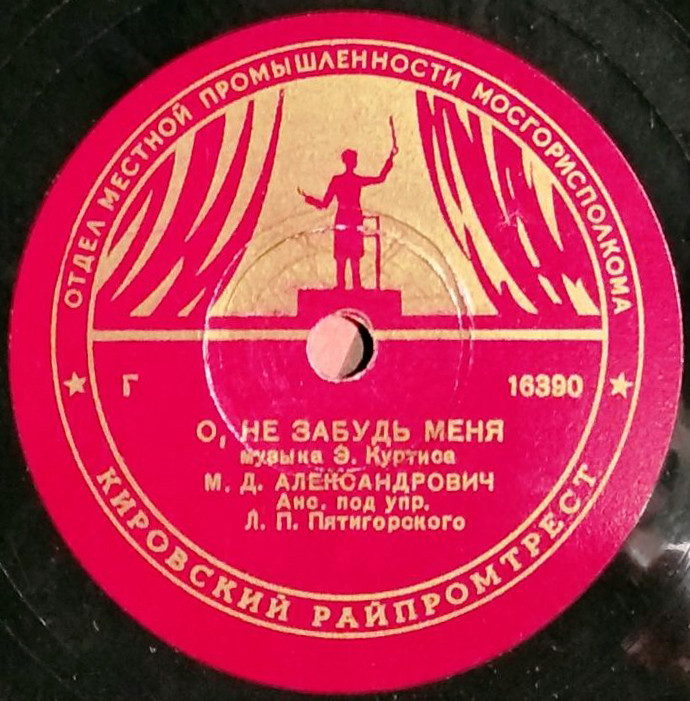 ОТДЕЛ МЕСТНОЙ ПРОМЫШЛЕННОСТИ МОСГОРИСПОЛКОМА
Г 16390
О, НЕ ЗАБУДЬ МЕНЯ
музыка Э. Куртиса
М. Д. АЛЕКСАНДРОВИЧ
Анс. под упр.
Л. П. Пятигорского
КИРОВСКИЙ РАЙПРОМТРЕСТ